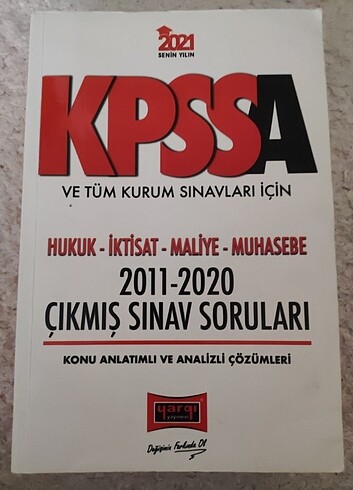 2021
SENİN YILIN
KPSSA
VE TÜM KURUM SINAVLARI İÇİN
HUKUK - İKTİSAT - MALİYE - MUHASEBE
2011-2020
ÇIKMIŞ SINAV SORULARI
KONU ANLATIMLI VE ANALİZLİ ÇÖZÜMLERİ
yargı
yayınevi
Değişimin Farkında Ol